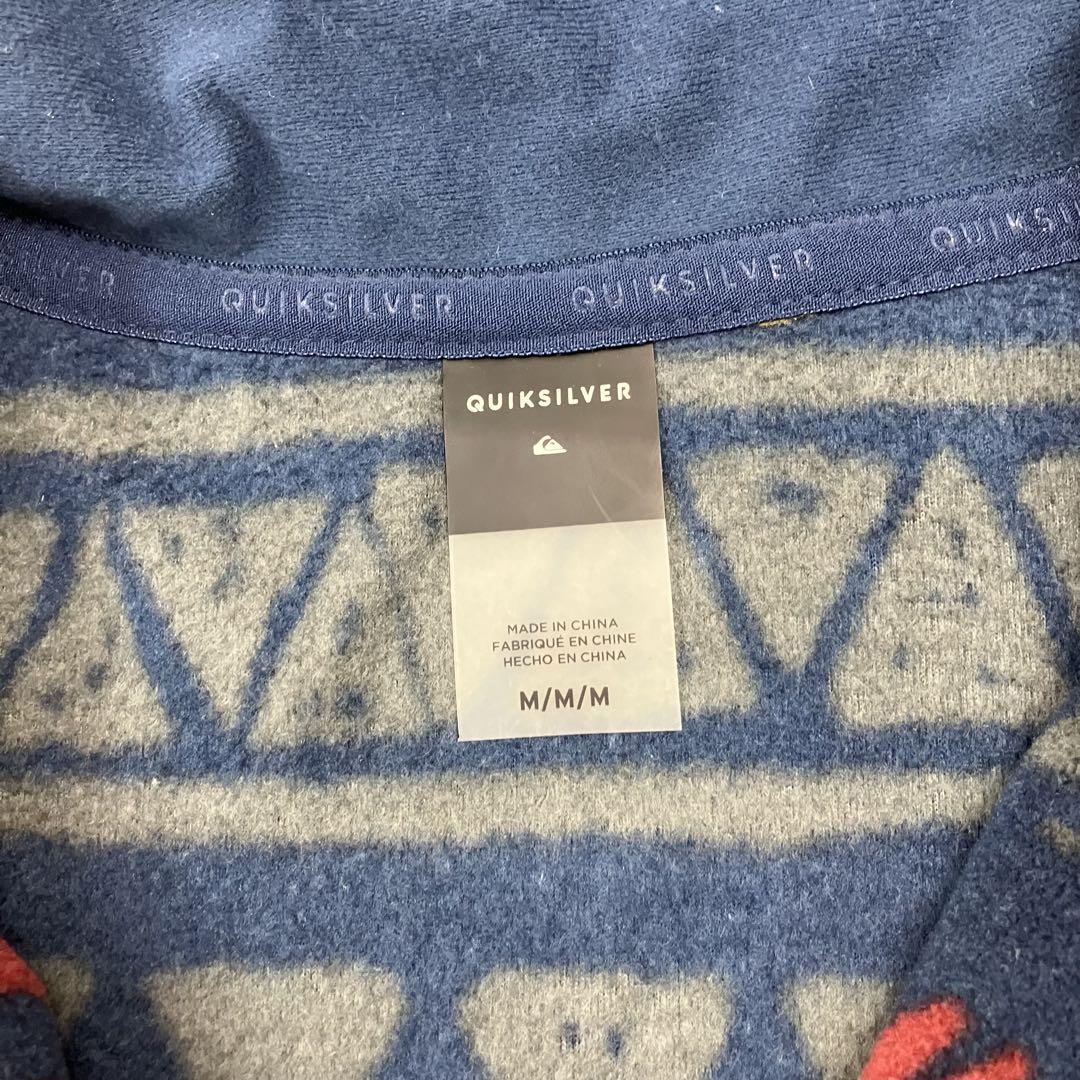 QUIKSILVER QUIKSILVER QUIKSILVER
QUIKSILVER
MADE IN CHINA
FABRIQUÉ EN CHINE
HECHO EN CHINA
M/M/M